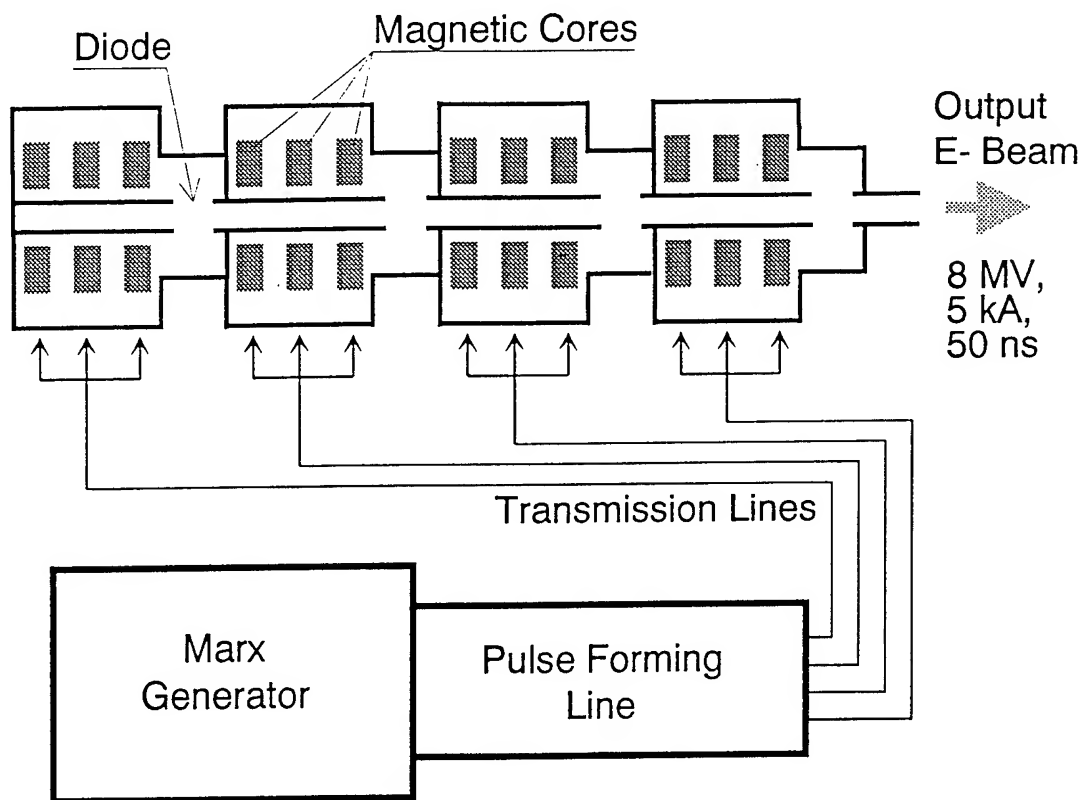 Diode
Magnetic Cores
Output
E- Beam
8 MV,
5 kA,
50 ns
Transmission Lines
Marx
Generator
Pulse Forming
Line